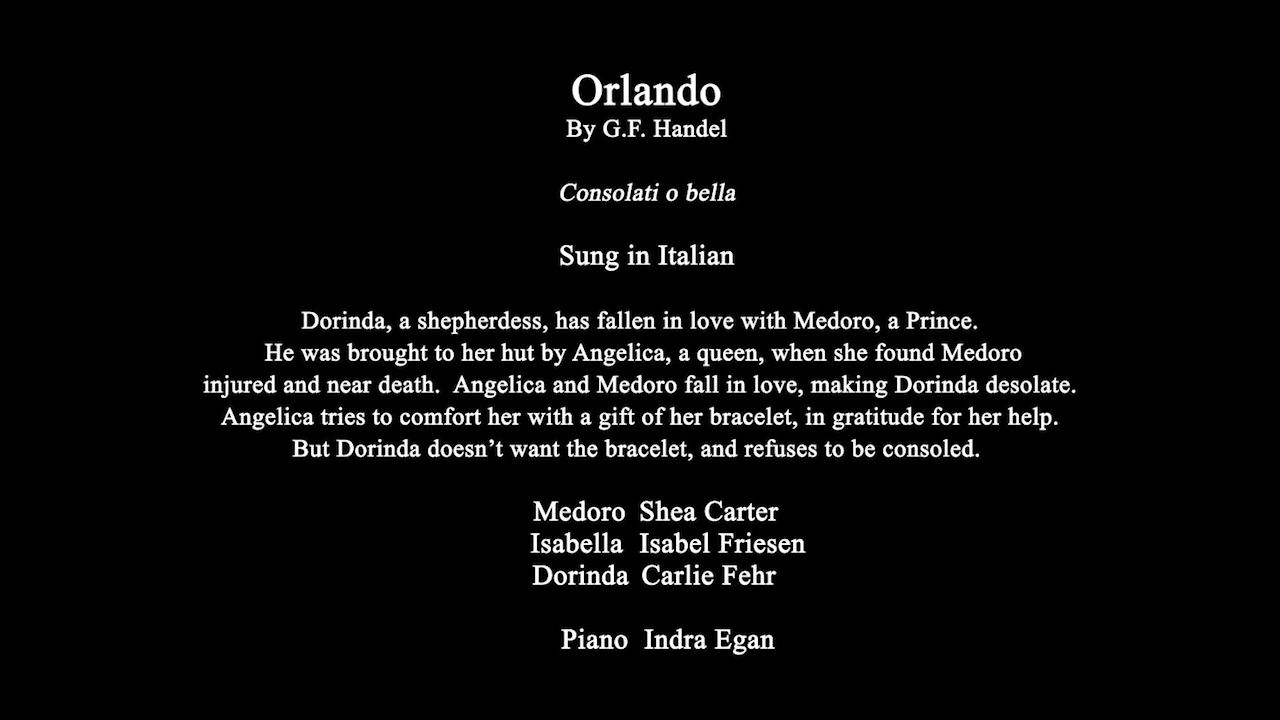 Orlando
By G.F. Handel
Consolati o bella
Sung in Italian
Dorinda, a shepherdess, has fallen in love with Medoro, a Prince.
He was brought to her hut by Angelica, a queen, when she found Medoro
injured and near death.  Angelica and Medoro fall in love, making Dorinda desolate.
Angelica tries to comfort her with a gift of her bracelet, in gratitude for her help.
But Dorinda doesn’t want the bracelet, and refuses to be consoled.
Medoro  Shea Carter
Isabella  Isabel Friesen
Dorinda  Carlie Fehr
Piano  Indra Egan